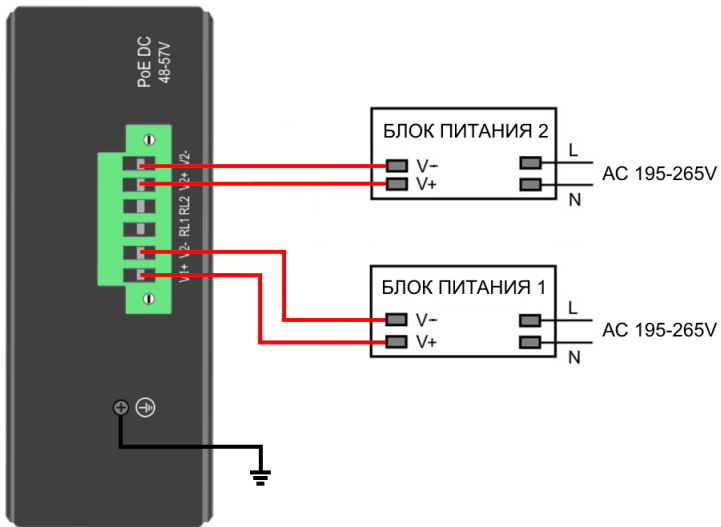 PoE DC
48-57V
V1+ V2- RL1 RL2 V2+ V2-
БЛОК ПИТАНИЯ 2
V-
V+
L
N
AC 195-265V
БЛОК ПИТАНИЯ 1
V-
V+
L
N
AC 195-265V